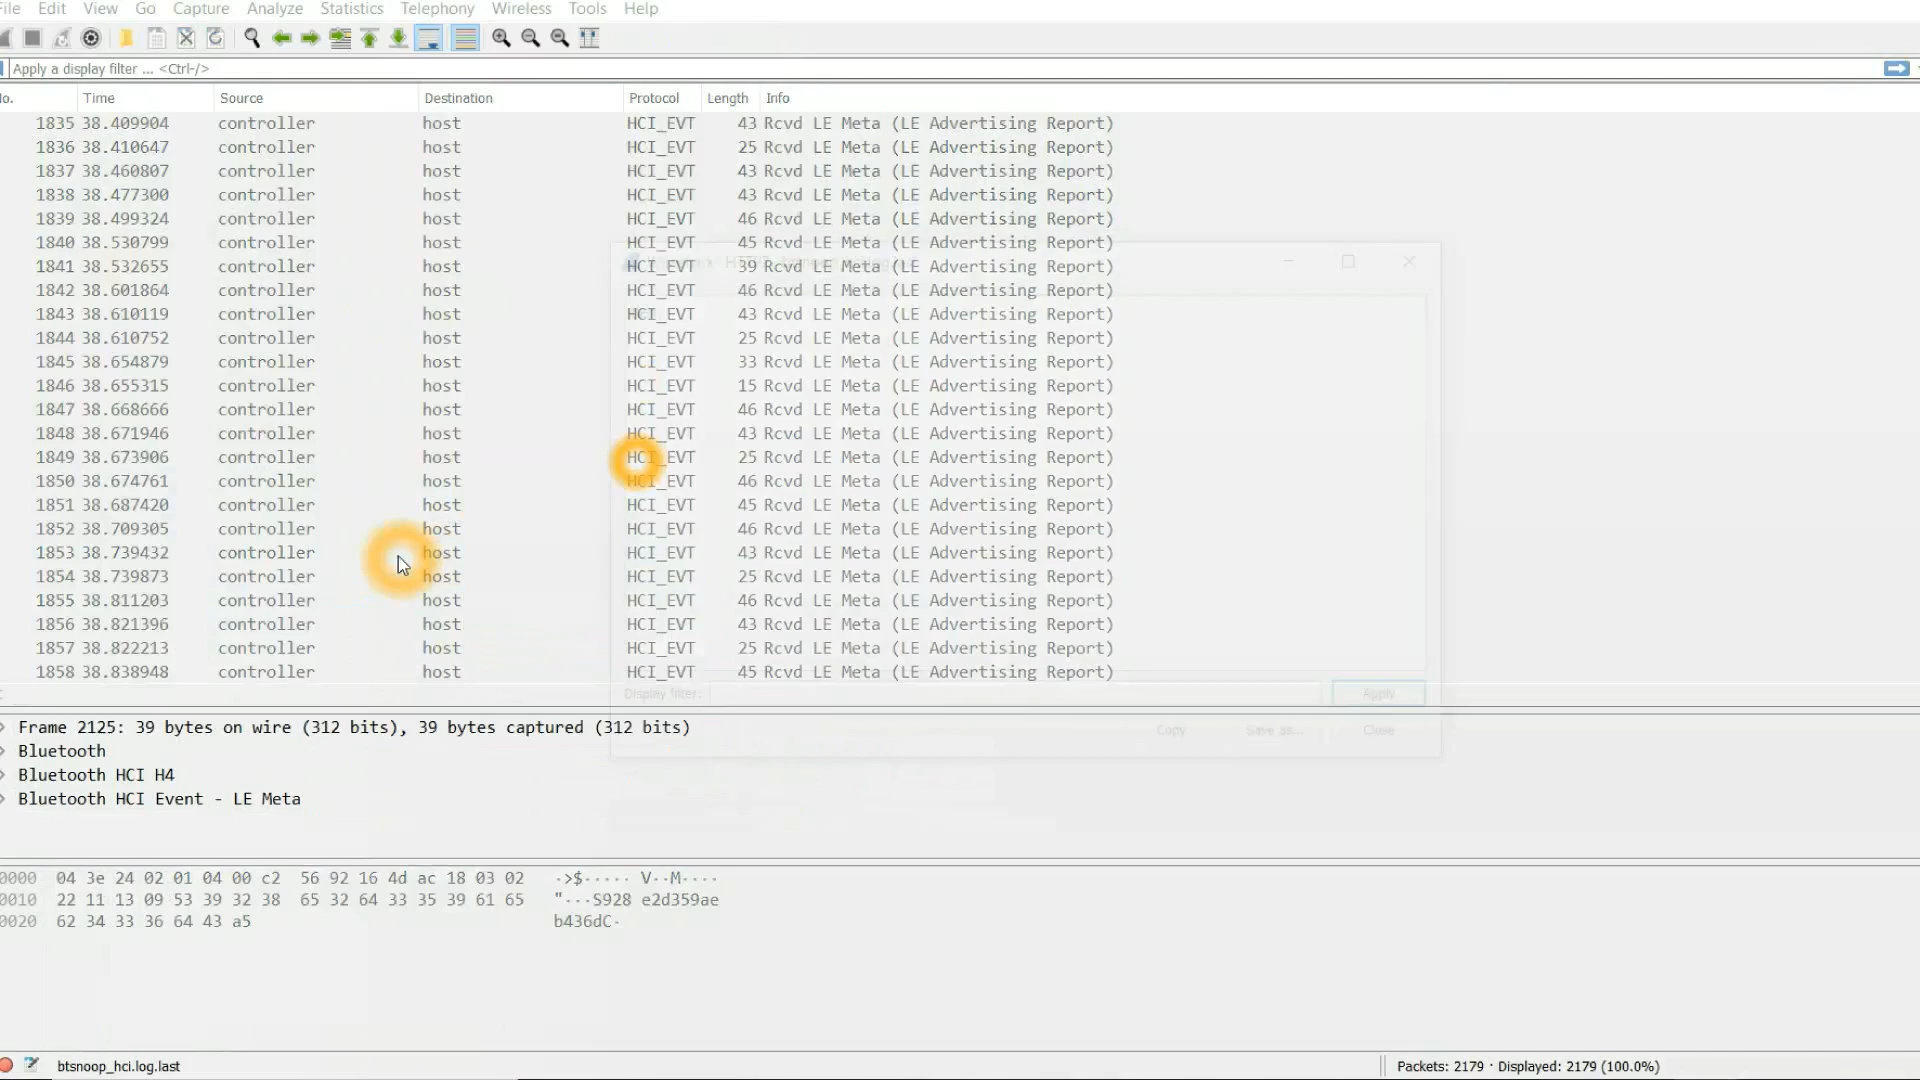 File Edit View Go Capture Analyze Statistics Telephony Wireless Tools Help
Apply a display filter ... <Ctrl-/>
No. Time Source Destination Protocol Length Info
1835 38.409904 controller host HCI_EVT 43 Rcvd LE Meta (LE Advertising Report)
1836 38.410647 controller host HCI_EVT 25 Rcvd LE Meta (LE Advertising Report)
1837 38.460807 controller host HCI_EVT 43 Rcvd LE Meta (LE Advertising Report)
1838 38.477300 controller host HCI_EVT 43 Rcvd LE Meta (LE Advertising Report)
1839 38.499324 controller host HCI_EVT 46 Rcvd LE Meta (LE Advertising Report)
1840 38.530799 controller host HCI_EVT 45 Rcvd LE Meta (LE Advertising Report)
1841 38.532655 controller host HCI_EVT 39 Rcvd LE Meta (LE Advertising Report)
1842 38.601864 controller host HCI_EVT 46 Rcvd LE Meta (LE Advertising Report)
1843 38.610119 controller host HCI_EVT 43 Rcvd LE Meta (LE Advertising Report)
1844 38.610752 controller host HCI_EVT 25 Rcvd LE Meta (LE Advertising Report)
1845 38.654879 controller host HCI_EVT 33 Rcvd LE Meta (LE Advertising Report)
1846 38.655315 controller host HCI_EVT 15 Rcvd LE Meta (LE Advertising Report)
1847 38.668666 controller host HCI_EVT 46 Rcvd LE Meta (LE Advertising Report)
1848 38.671946 controller host HCI_EVT 43 Rcvd LE Meta (LE Advertising Report)
1849 38.673906 controller host HCI_EVT 25 Rcvd LE Meta (LE Advertising Report)
1850 38.674761 controller host HCI_EVT 46 Rcvd LE Meta (LE Advertising Report)
1851 38.687420 controller host HCI_EVT 45 Rcvd LE Meta (LE Advertising Report)
1852 38.709305 controller host HCI_EVT 46 Rcvd LE Meta (LE Advertising Report)
1853 38.739432 controller host HCI_EVT 43 Rcvd LE Meta (LE Advertising Report)
1854 38.739873 controller host HCI_EVT 25 Rcvd LE Meta (LE Advertising Report)
1855 38.811203 controller host HCI_EVT 46 Rcvd LE Meta (LE Advertising Report)
1856 38.821396 controller host HCI_EVT 43 Rcvd LE Meta (LE Advertising Report)
1857 38.822213 controller host HCI_EVT 25 Rcvd LE Meta (LE Advertising Report)
1858 38.838948 controller host HCI_EVT 45 Rcvd LE Meta (LE Advertising Report)
Display filter: Apply
Copy Save as... Close
Frame 2125: 39 bytes on wire (312 bits), 39 bytes captured (312 bits)
Bluetooth
Bluetooth HCI H4
Bluetooth HCI Event - LE Meta
0000 04 3e 24 02 01 04 00 c2 56 92 16 4d ac 18 03 02 ·>$····· V··M····
0010 22 11 13 09 53 39 32 38 65 32 64 33 35 39 61 65 "···S928 e2d359ae
0020 62 34 33 36 64 43 a5 b436dC·
btsnoop_hci.log.last
Packets: 2179 · Displayed: 2179 (100.0%)